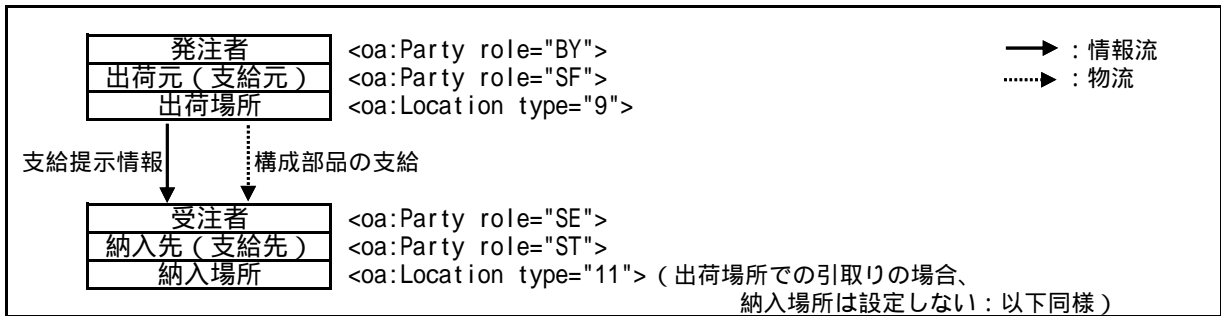 発注者 <oa:Party role="BY"> :情報流
出荷元(支給元) <oa:Party role="SF"> :物流
出荷場所 <oa:Location type="9">
支給提示情報 構成部品の支給
受注者 <oa:Party role="SE">
納入先(支給先) <oa:Party role="ST">
納入場所 <oa:Location type="11">(出荷場所での引取りの場合、
納入場所は設定しない:以下同様)